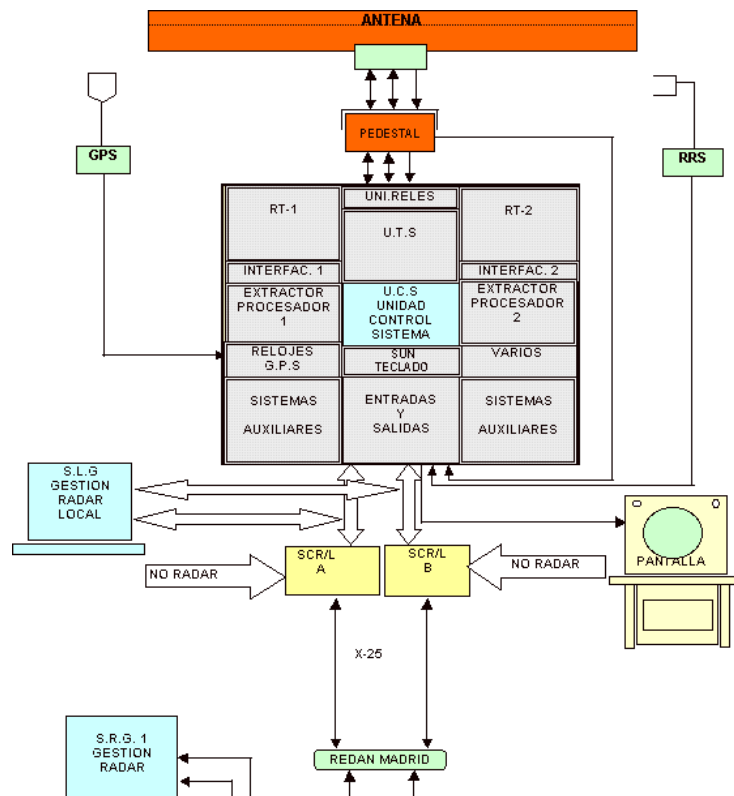 ANTENA
PEDESTAL
GPS
RRS
RT-1
UNI.RELES
RT-2
U.T.S
INTERFAC. 1
INTERFAC. 2
EXTRACTOR
PROCESADOR
1
U.C.S
UNIDAD
CONTROL
SISTEMA
EXTRACTOR
PROCESADOR
2
RELOJES
G.P.S
SUN
TECLADO
VARIOS
SISTEMAS
AUXILIARES
ENTRADAS
Y
SALIDAS
SISTEMAS
AUXILIARES
S.L.G
GESTION
RADAR
LOCAL
SCR/L
A
SCR/L
B
NO RADAR
NO RADAR
PANTALLA
X-25
S.R.G. 1
GESTION
RADAR
REDAN MADRID